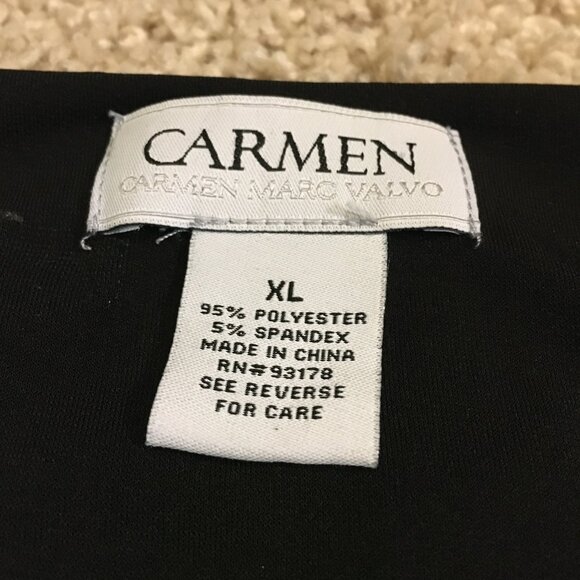 CARMEN
CARMEN MARC VALVO
XL
95% POLYESTER
5% SPANDEX
MADE IN CHINA
RN#93178
SEE REVERSE
FOR CARE